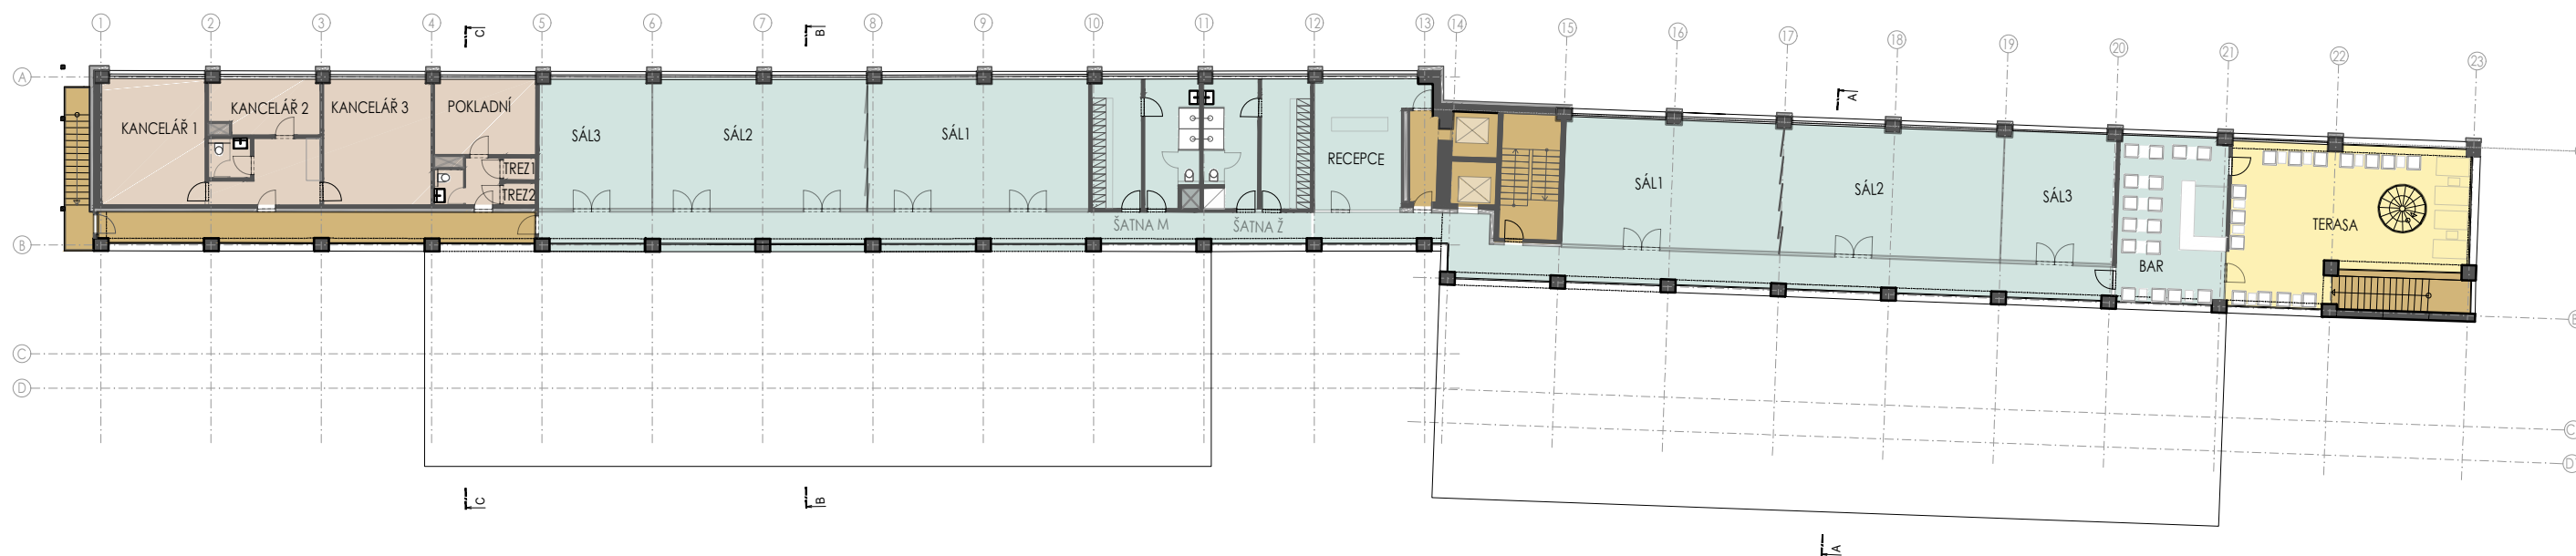 1 2 3 4 5 6 7 8 9 10 11 12 13 14 15 16 17 18 19 20 21 22 23
C B A
A
KANCELÁŘ 1 KANCELÁŘ 2 KANCELÁŘ 3 POKLADNÍ
SÁL3 SÁL2 SÁL1
RECEPCE
TREZ1
TREZ2
SÁL1 SÁL2 SÁL3
ŠATNA M ŠATNA Ž
TERASA
BAR
B
C
D
C
D
C B A